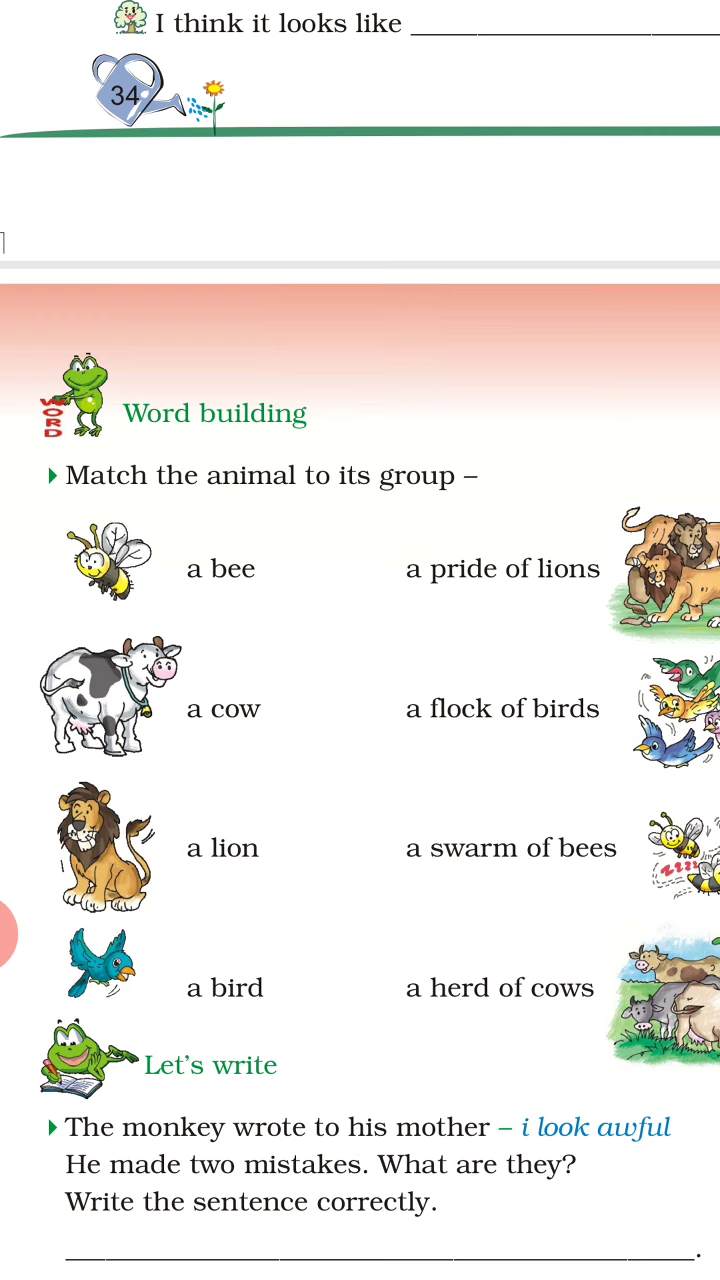 I think it looks like
34
WORD
Word building
Match the animal to its group –
a bee
a pride of lions
a cow
a flock of birds
a lion
a swarm of bees
zzzz
a bird
a herd of cows
Let's write
The monkey wrote to his mother – i look awful
He made two mistakes. What are they?
Write the sentence correctly.
.